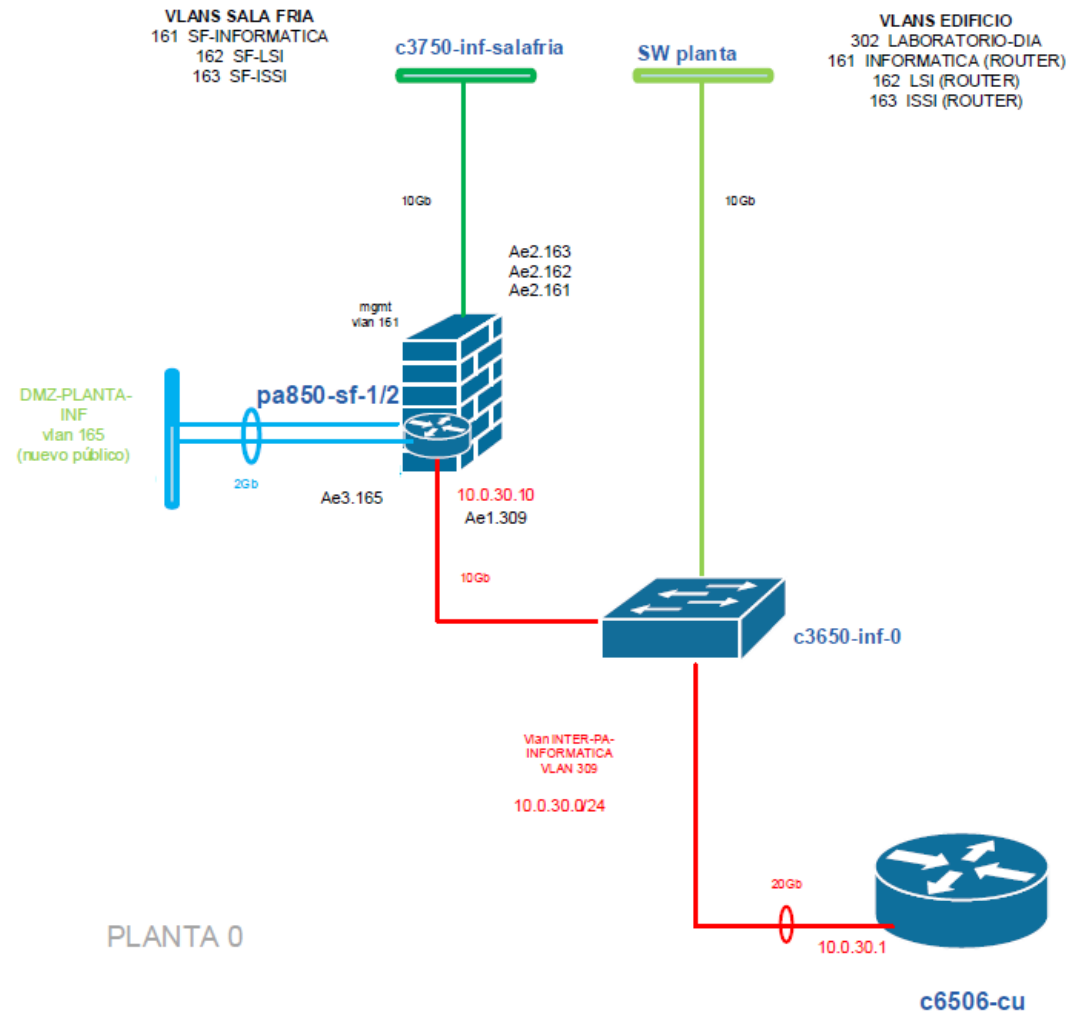 VLANS SALA FRIA
161 SF-INFORMATICA
162 SF-LSI
163 SF-ISSI
c3750-inf-salafria
SW planta
VLANS EDIFICIO
302 LABORATORIO-DIA
161 INFORMATICA (ROUTER)
162 LSI (ROUTER)
163 ISSI (ROUTER)
10Gb
10Gb
Ae2.163
Ae2.162
Ae2.161
mgmt
vlan 161
DMZ-PLANTA-
INF
vlan 165
(nuevo público)
pa850-sf-1/2
2Gb
Ae3.165
10.0.30.10
Ae1.309
10Gb
c3650-inf-0
Vlan INTER-PA-
INFORMATICA
VLAN 309
10.0.30.0/24
20Gb
10.0.30.1
PLANTA 0
c6506-cu